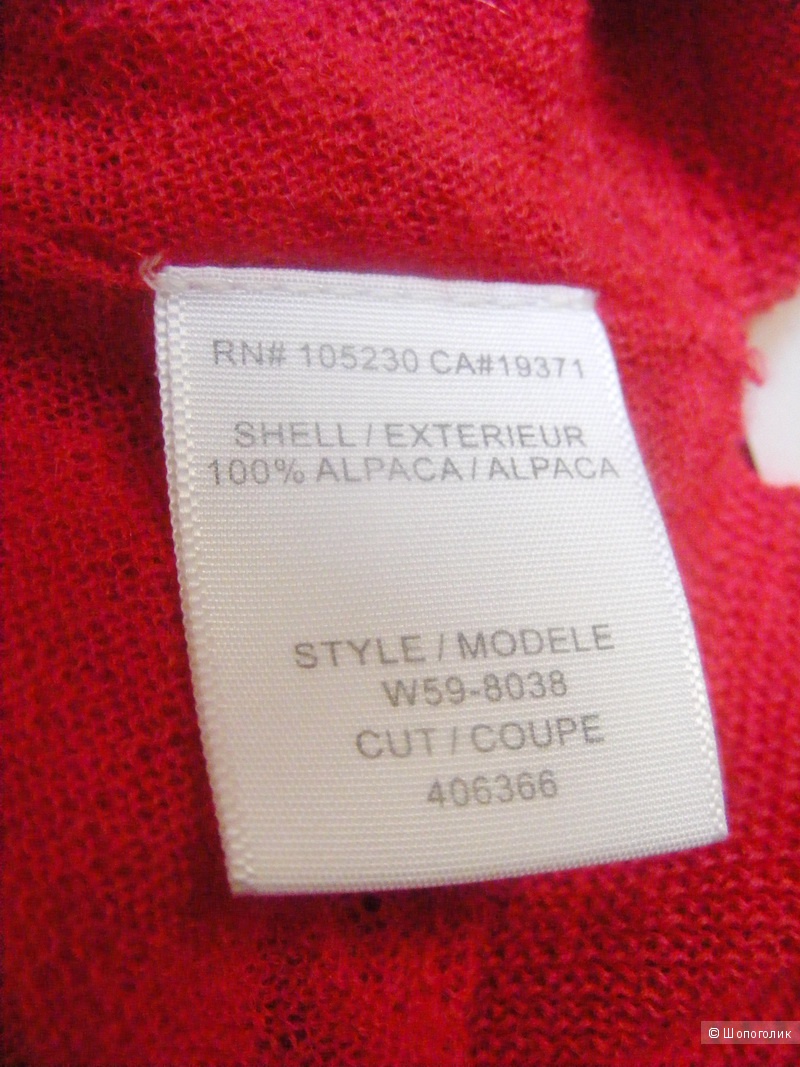 RN# 105230 CA#19371
SHELL / EXTERIEUR
100% ALPACA / ALPACA
STYLE / MODELE
W59-8038
CUT / COUPE
406366
© Шопоголик